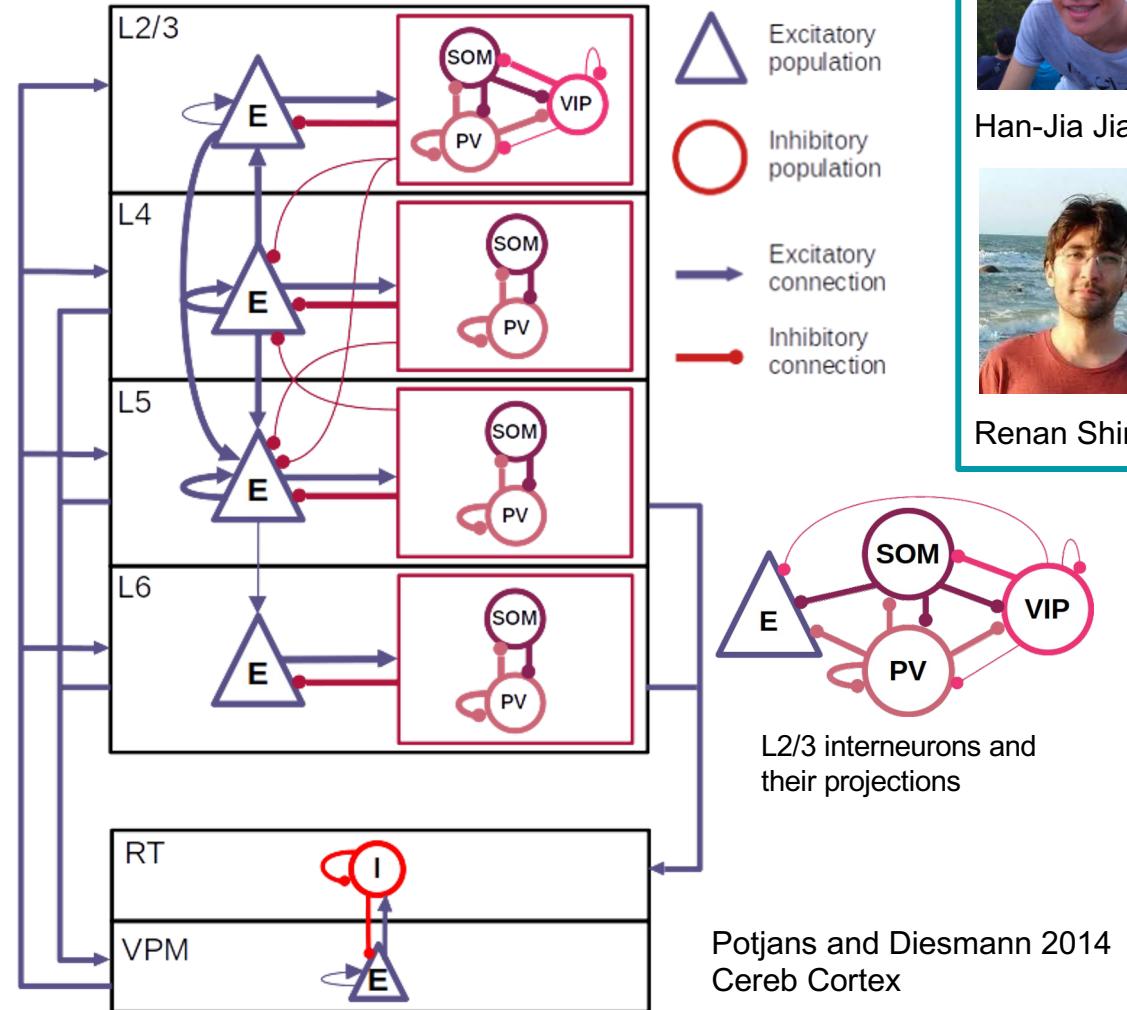 L2/3
E
SOM
VIP
PV
L4
E
SOM
PV
L5
E
SOM
PV
L6
E
SOM
PV
RT
I
VPM
E
Excitatory
population
Inhibitory
population
Excitatory
connection
Inhibitory
connection
Han-Jia
Renan
E
SOM
VIP
PV
L2/3 interneurons and
their projections
Potjans and Diesmann 2014
Cereb Cortex